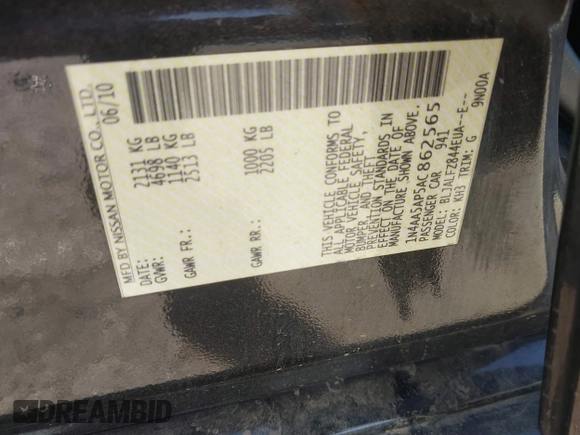 MFD BY NISSAN MOTOR CO., LTD.
DATE: 06/10
GVWR: 2131 KG
4698 LB
GAWR FR.: 1140 KG
2513 LB
GAWR RR.: 1000 KG
2205 LB
THIS VEHICLE CONFORMS TO
ALL APPLICABLE FEDERAL
MOTOR VEHICLE SAFETY,
BUMPER, AND THEFT
PREVENTION STANDARDS IN
EFFECT ON THE DATE OF
MANUFACTURE SHOWN ABOVE.
1N4AA5AP5AC862565
PASSENGER CAR 941
MODEL: BLJALFZ844EUA--E--
COLOR: KH3 TRIM: G 9N00A
DREAMBID